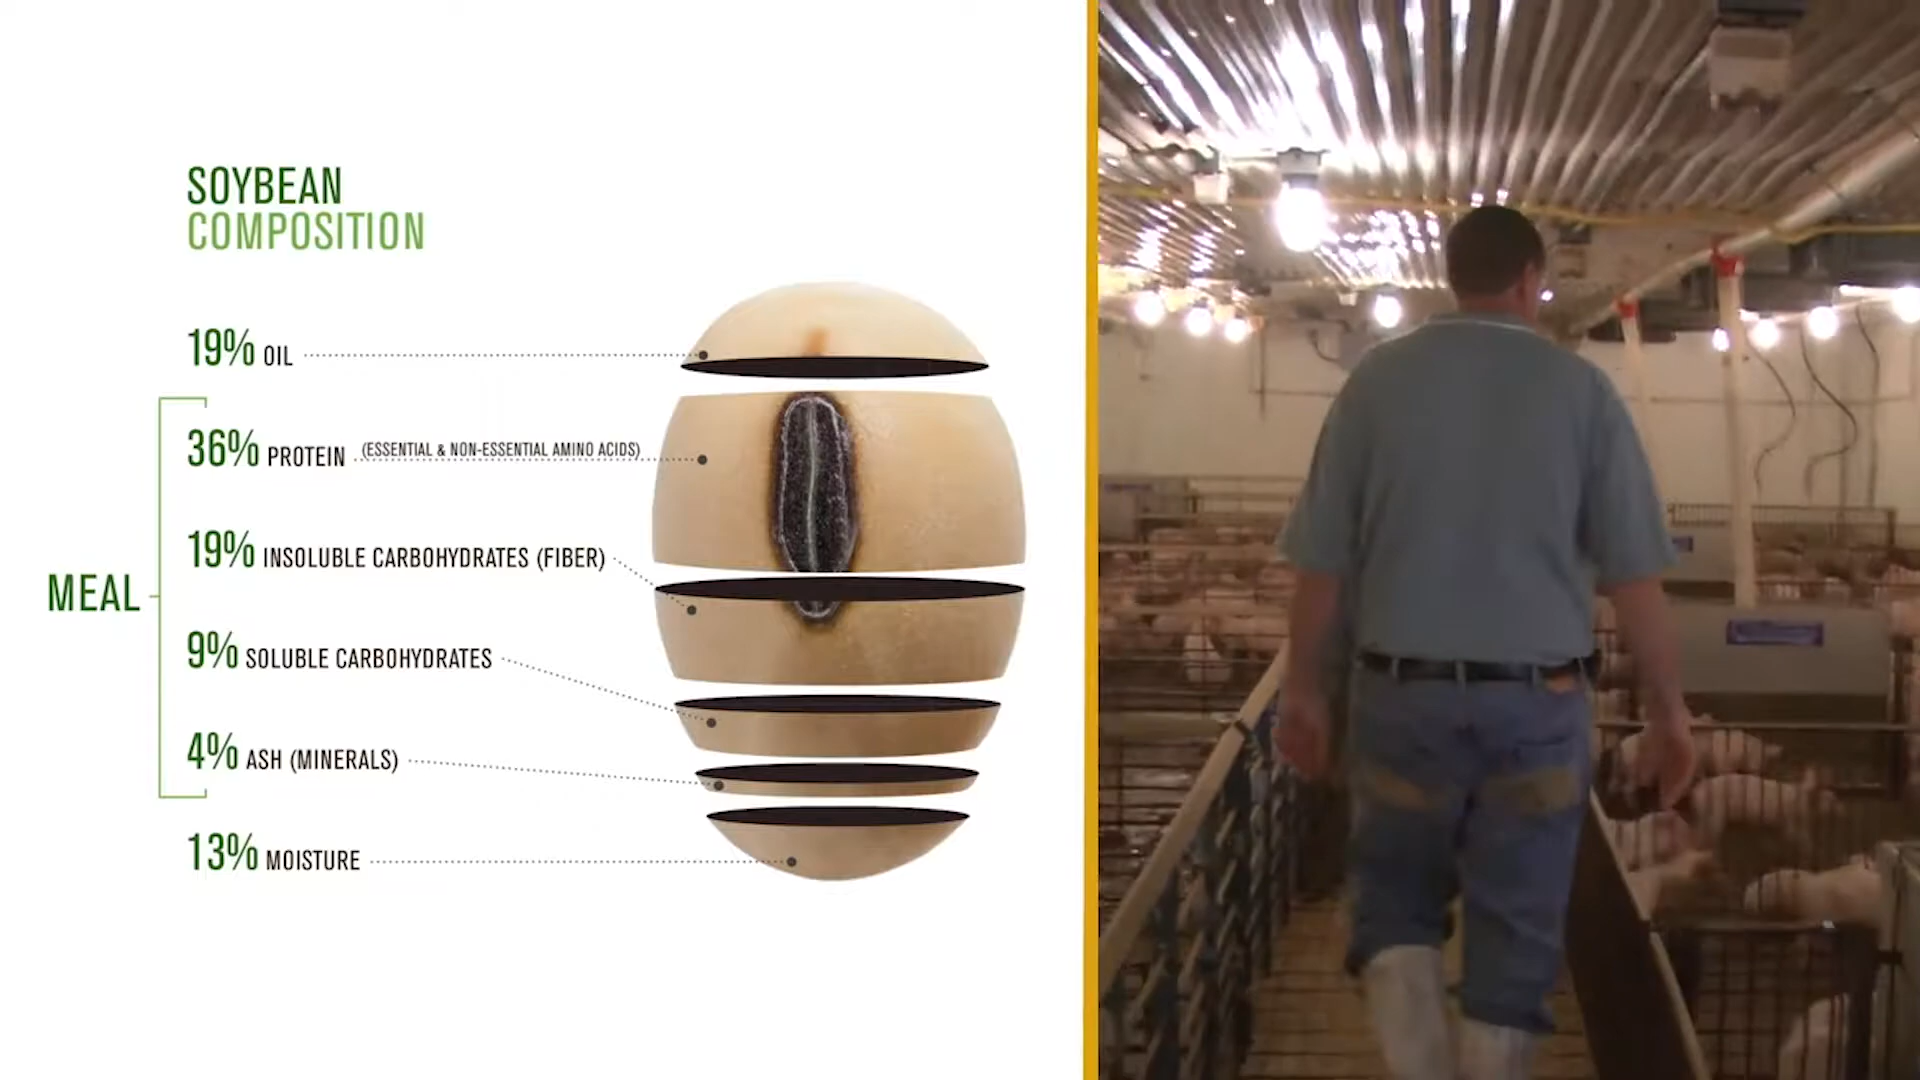 SOYBEAN
COMPOSITION
19% OIL
36% PROTEIN (ESSENTIAL & NON-ESSENTIAL AMINO ACIDS)
19% INSOLUBLE CARBOHYDRATES (FIBER)
MEAL
9% SOLUBLE CARBOHYDRATES
4% ASH (MINERALS)
13% MOISTURE